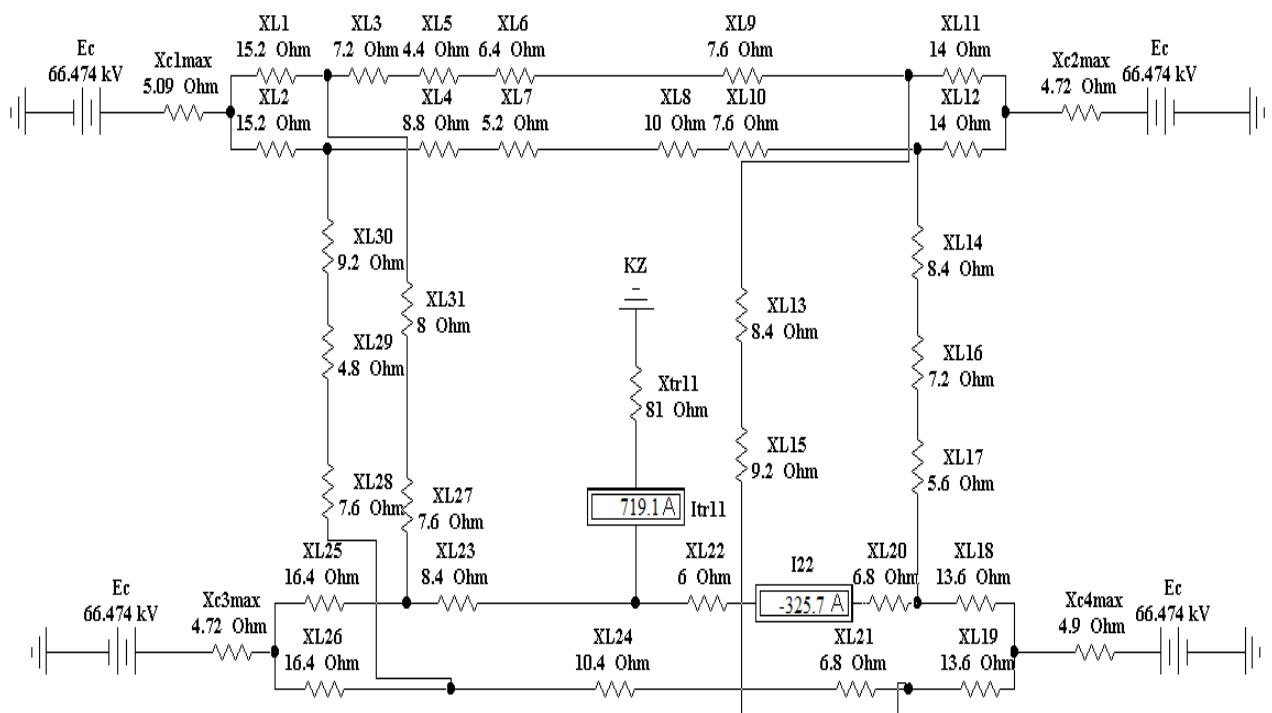 XL1
15.2 Ohm
XL3
7.2 Ohm
XL5
4.4 Ohm
XL6
6.4 Ohm
XL9
7.6 Ohm
XL11
14 Ohm
Ec
66.474 kV
Xc1max
5.09 Ohm
Xc2max
4.72 Ohm
Ec
66.474 kV
XL2
15.2 Ohm
XL4
8.8 Ohm
XL7
5.2 Ohm
XL8
10 Ohm
XL10
7.6 Ohm
XL12
14 Ohm
XL30
9.2 Ohm
XL14
8.4 Ohm
KZ
XL31
8 Ohm
XL13
8.4 Ohm
XL29
4.8 Ohm
XL16
7.2 Ohm
Xtr11
81 Ohm
XL15
9.2 Ohm
XL17
5.6 Ohm
XL28
7.6 Ohm
XL27
7.6 Ohm
719.1 A
Itr11
XL25
16.4 Ohm
XL23
8.4 Ohm
XL22
6 Ohm
I22
-325.7 A
XL20
6.8 Ohm
XL18
13.6 Ohm
Ec
66.474 kV
Xc3max
4.72 Ohm
Xc4max
4.9 Ohm
Ec
66.474 kV
XL26
16.4 Ohm
XL24
10.4 Ohm
XL21
6.8 Ohm
XL19
13.6 Ohm